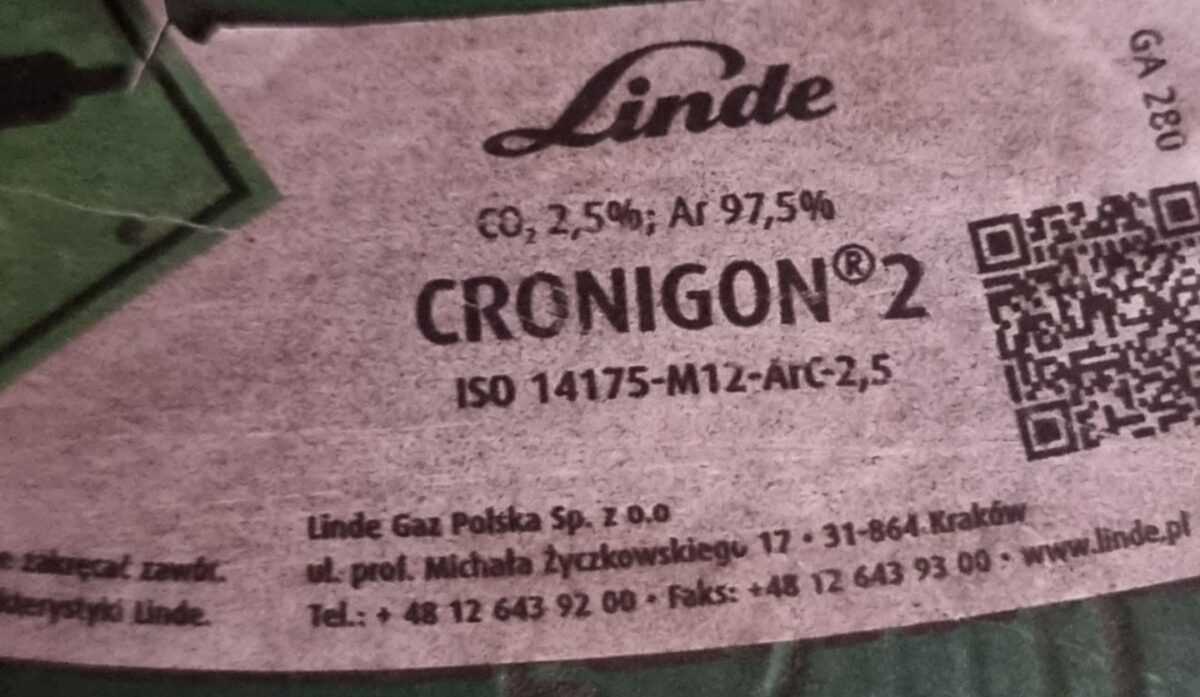 Linde
GA 280
CO₂ 2,5%; Ar 97,5%
CRONIGON®2
ISO 14175-M12-ArC-2,5
Linde Gaz Polska Sp. z o.o
ul. prof. Michała Życzkowskiego 17 • 31-864 Kraków
Tel.: + 48 12 643 92 00 • Faks: +48 12 643 93 00 • www.linde.pl
zakręcać zawór.
Linde.